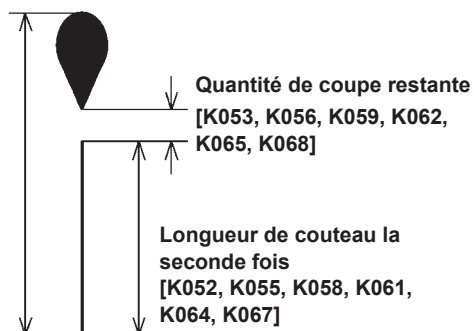 Quantité de coupe restante
[K053, K056, K059, K062,
K065, K068]
Longueur de couteau la
seconde fois
[K052, K055, K058, K061,
K064, K067]